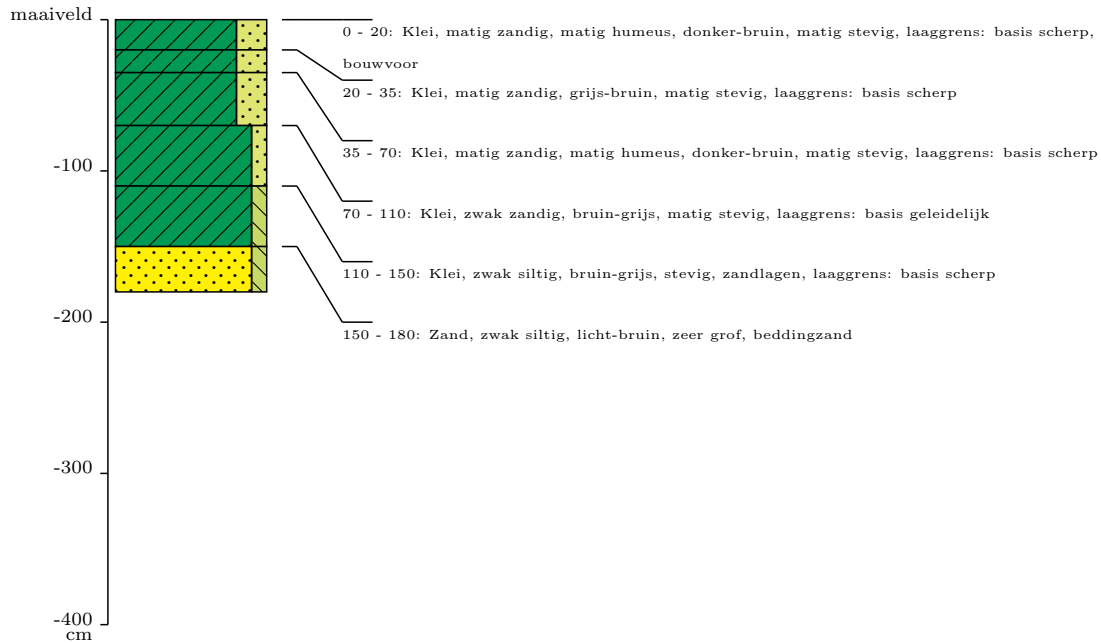 maaiveld
0 - 20: Klei, matig zandig, matig humeus, donker-bruin, matig stevig, laaggrens: basis scherp,
bouwvoor
20 - 35: Klei, matig zandig, grijs-bruin, matig stevig, laaggrens: basis scherp
35 - 70: Klei, matig zandig, matig humeus, donker-bruin, matig stevig, laaggrens: basis scherp
-100
70 - 110: Klei, zwak zandig, bruin-grijs, matig stevig, laaggrens: basis geleidelijk
110 - 150: Klei, zwak siltig, bruin-grijs, stevig, zandlagen, laaggrens: basis scherp
-200
150 - 180: Zand, zwak siltig, licht-bruin, zeer grof, beddingzand
-300
-400
cm